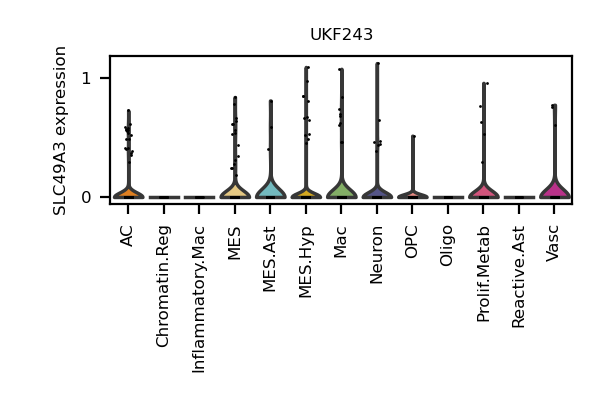 UKF243
SLC49A3 expression
1
0
AC
Chromatin.Reg
Inflammatory.Mac
MES
MES.Ast
MES.Hyp
Mac
Neuron
OPC
Oligo
Prolif.Metab
Reactive.Ast
Vasc